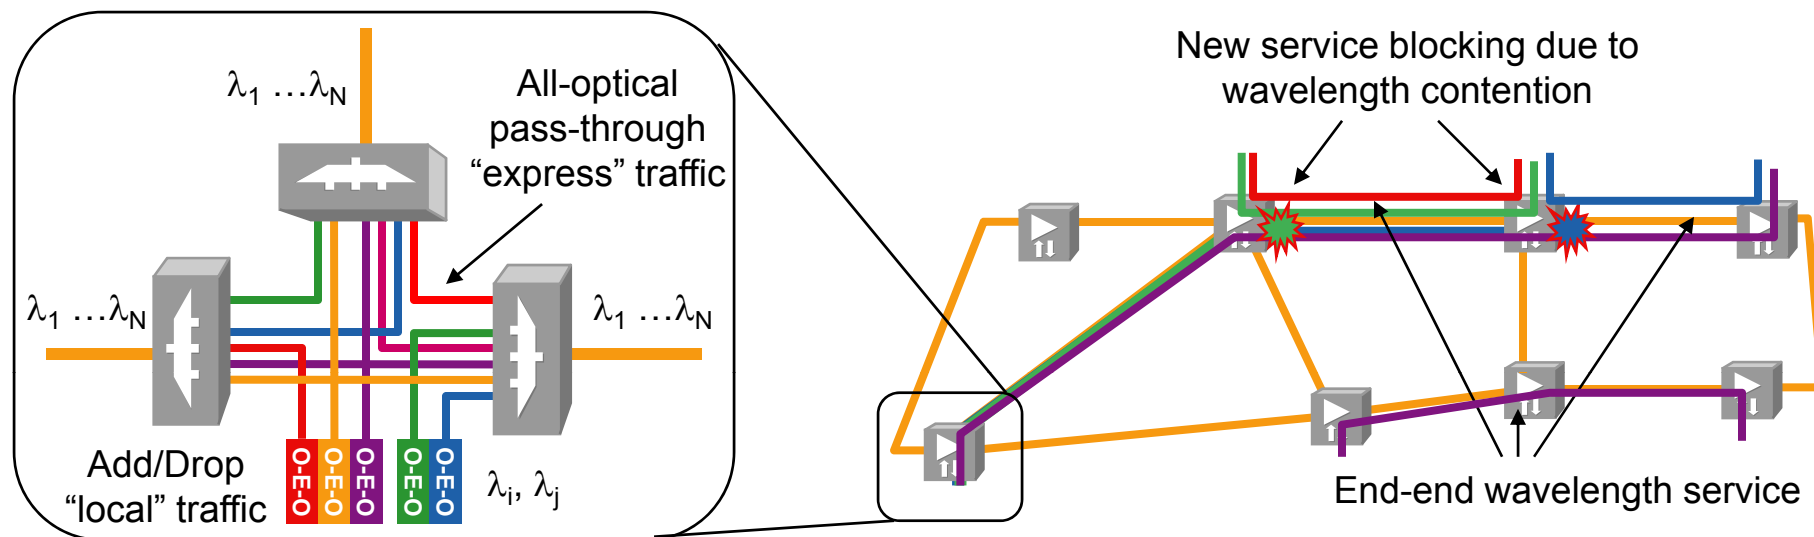 λ1 …λN
All-optical
pass-through
“express” traffic
λ1 …λN
λ1 …λN
Add/Drop
“local” traffic
O-E-O
O-E-O
O-E-O
O-E-O
O-E-O
λi, λj
New service blocking due to
wavelength contention
End-end wavelength service